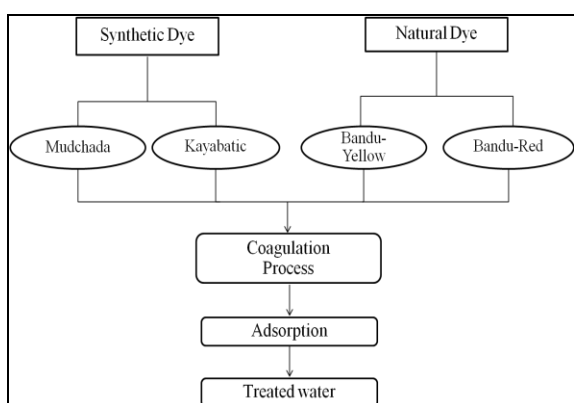 Synthetic Dye
Natural Dye
Mudchada
Kayabatic
Bandu-
Yellow
Bandu-Red
Coagulation
Process
Adsorption
Treated water